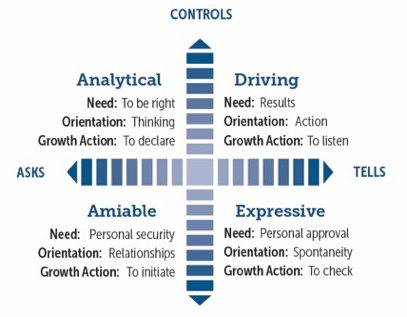 CONTROLS
Analytical
Need: To be right
Orientation: Thinking
Growth Action: To declare
Driving
Need: Results
Orientation: Action
Growth Action: To listen
ASKS
TELLS
Amiable
Need: Personal security
Orientation: Relationships
Growth Action: To initiate
Expressive
Need: Personal approval
Orientation: Spontaneity
Growth Action: To check